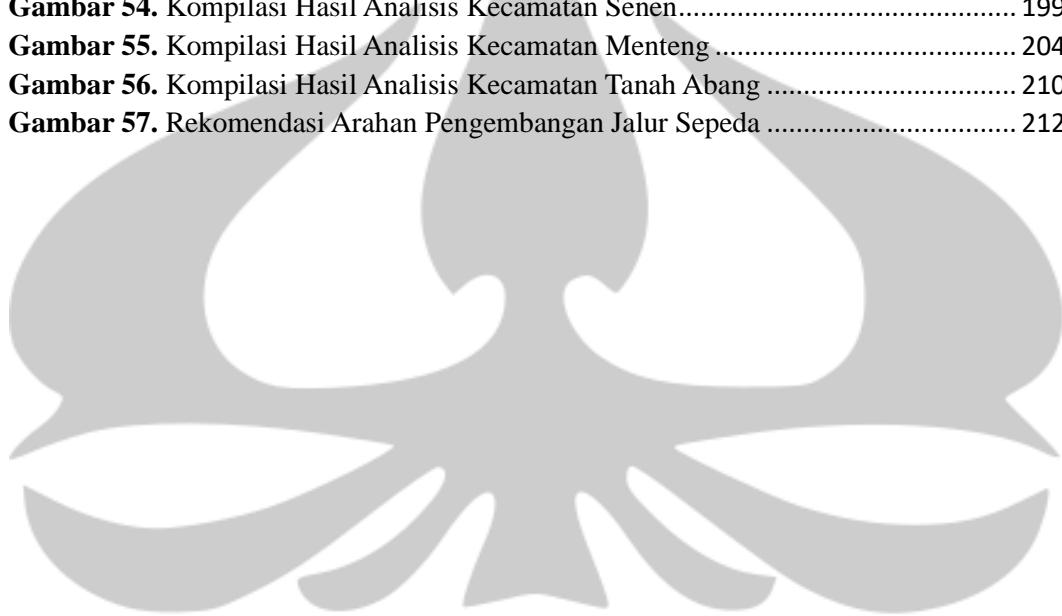 Gambar 54. Kompilasi Hasil Analisis Kecamatan Senen............................................. 199
Gambar 55. Kompilasi Hasil Analisis Kecamatan Menteng ........................................ 204
Gambar 56. Kompilasi Hasil Analisis Kecamatan Tanah Abang ................................. 210
Gambar 57. Rekomendasi Arahan Pengembangan Jalur Sepeda ................................. 212